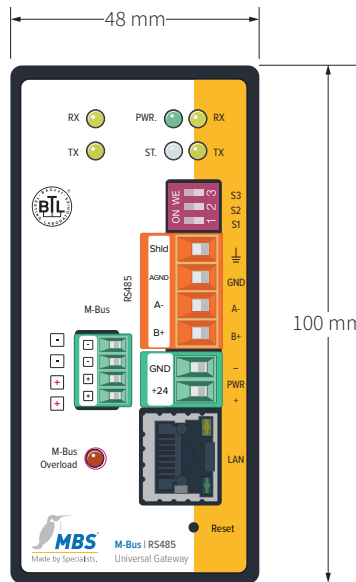 48 mm
RX PWR. RX
TX ST. TX
BTL
ON WE
1 2 3
S3
S2
S1
RS485
Shld
AGND GND
A- A-
B+ B+
M-Bus
- -
- -
+ +
+ +
GND -
+24 PWR
+
100 mm
M-Bus
Overload
LAN
Reset
MBS
Made by Specialists.
M-Bus | RS485
Universal Gateway